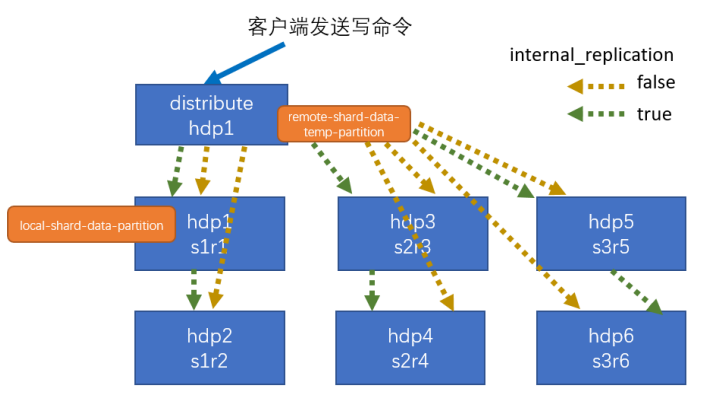 客户端发送写命令
internal_replication
false
true
distribute
hdp1
remote-shard-data-
temp-partition
local-shard-data-partition
hdp1
s1r1
hdp3
s2r3
hdp5
s3r5
hdp2
s1r2
hdp4
s2r4
hdp6
s3r6